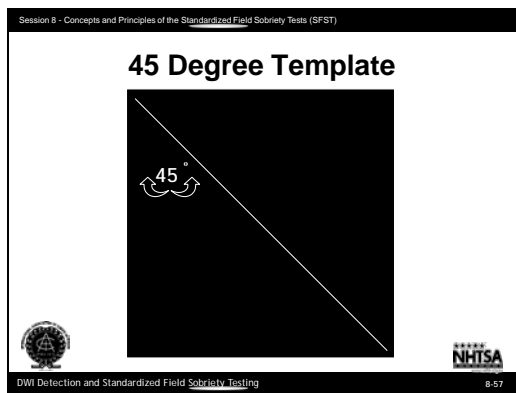 Session 8 - Concepts and Principles of the Standardized Field Sobriety Tests (SFST)
45 Degree Template
45°
NHTSA
DWI Detection and Standardized Field Sobriety Testing 8-57